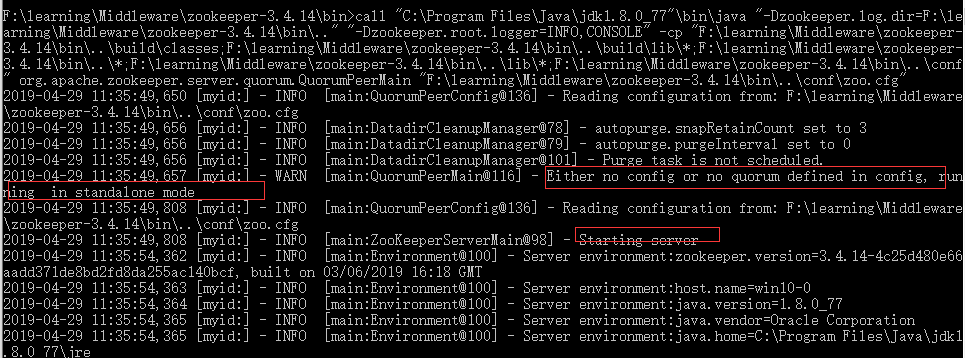 F:\learning\Middleware\zookeeper-3.4.14\bin>call "C:\Program Files\Java\jdk1.8.0_77"\bin\java "-Dzookeeper.log.dir=F:\le
arning\Middleware\zookeeper-3.4.14\bin\.." "-Dzookeeper.root.logger=INFO,CONSOLE" -cp "F:\learning\Middleware\zookeeper-
3.4.14\bin\..\build\classes;F:\learning\Middleware\zookeeper-3.4.14\bin\..\build\lib\*;F:\learning\Middleware\zookeeper-
3.4.14\bin\..\*;F:\learning\Middleware\zookeeper-3.4.14\bin\..\lib\*;F:\learning\Middleware\zookeeper-3.4.14\bin\..\conf
" org.apache.zookeeper.server.quorum.QuorumPeerMain "F:\learning\Middleware\zookeeper-3.4.14\bin\..\conf\zoo.cfg"
2019-04-29 11:35:49,650 [myid:] - INFO  [main:QuorumPeerConfig@136] - Reading configuration from: F:\learning\Middleware
\zookeeper-3.4.14\bin\..\conf\zoo.cfg
2019-04-29 11:35:49,656 [myid:] - INFO  [main:DatadirCleanupManager@78] - autopurge.snapRetainCount set to 3
2019-04-29 11:35:49,656 [myid:] - INFO  [main:DatadirCleanupManager@79] - autopurge.purgeInterval set to 0
2019-04-29 11:35:49,656 [myid:] - INFO  [main:DatadirCleanupManager@101] - Purge task is not scheduled.
2019-04-29 11:35:49,657 [myid:] - WARN  [main:QuorumPeerMain@116] - Either no config or no quorum defined in config, run
ning  in standalone mode
2019-04-29 11:35:49,808 [myid:] - INFO  [main:QuorumPeerConfig@136] - Reading configuration from: F:\learning\Middleware
\zookeeper-3.4.14\bin\..\conf\zoo.cfg
2019-04-29 11:35:49,808 [myid:] - INFO  [main:ZooKeeperServerMain@98] - Starting server
2019-04-29 11:35:54,362 [myid:] - INFO  [main:Environment@100] - Server environment:zookeeper.version=3.4.14-4c25d480e66
aadd371de8bd2fd8da255ac140bcf, built on 03/06/2019 16:18 GMT
2019-04-29 11:35:54,363 [myid:] - INFO  [main:Environment@100] - Server environment:host.name=win10-0
2019-04-29 11:35:54,364 [myid:] - INFO  [main:Environment@100] - Server environment:java.version=1.8.0_77
2019-04-29 11:35:54,365 [myid:] - INFO  [main:Environment@100] - Server environment:java.vendor=Oracle Corporation
2019-04-29 11:35:54,365 [myid:] - INFO  [main:Environment@100] - Server environment:java.home=C:\Program Files\Java\jdk1
.8.0_77\jre